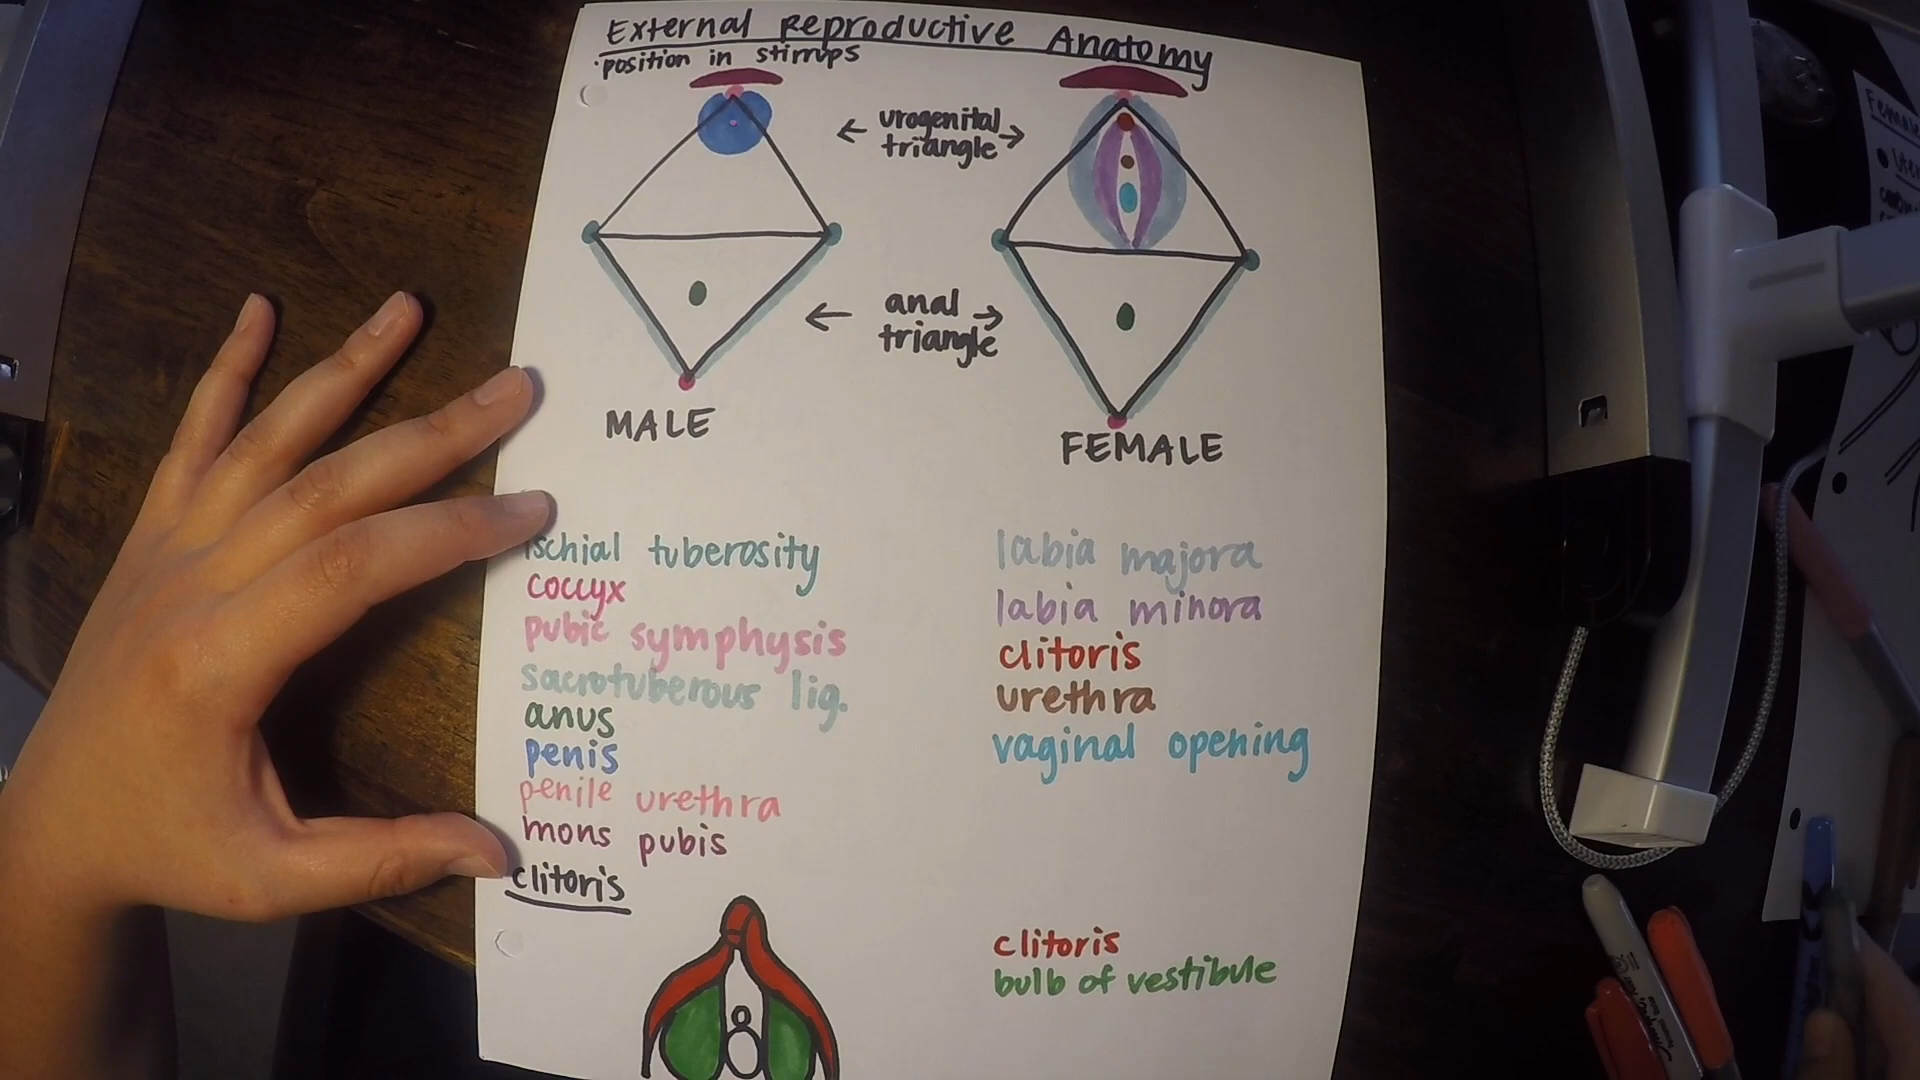 External Reproductive Anatomy
·position in stirrups
← urogenital →
triangle
← anal →
triangle
MALE
FEMALE
ischial tuberosity
coccyx
pubic symphysis
sacrotuberous lig.
anus
penis
penile urethra
mons pubis
clitoris
labia majora
labia minora
clitoris
urethra
vaginal opening
clitoris
bulb of vestibule
Female